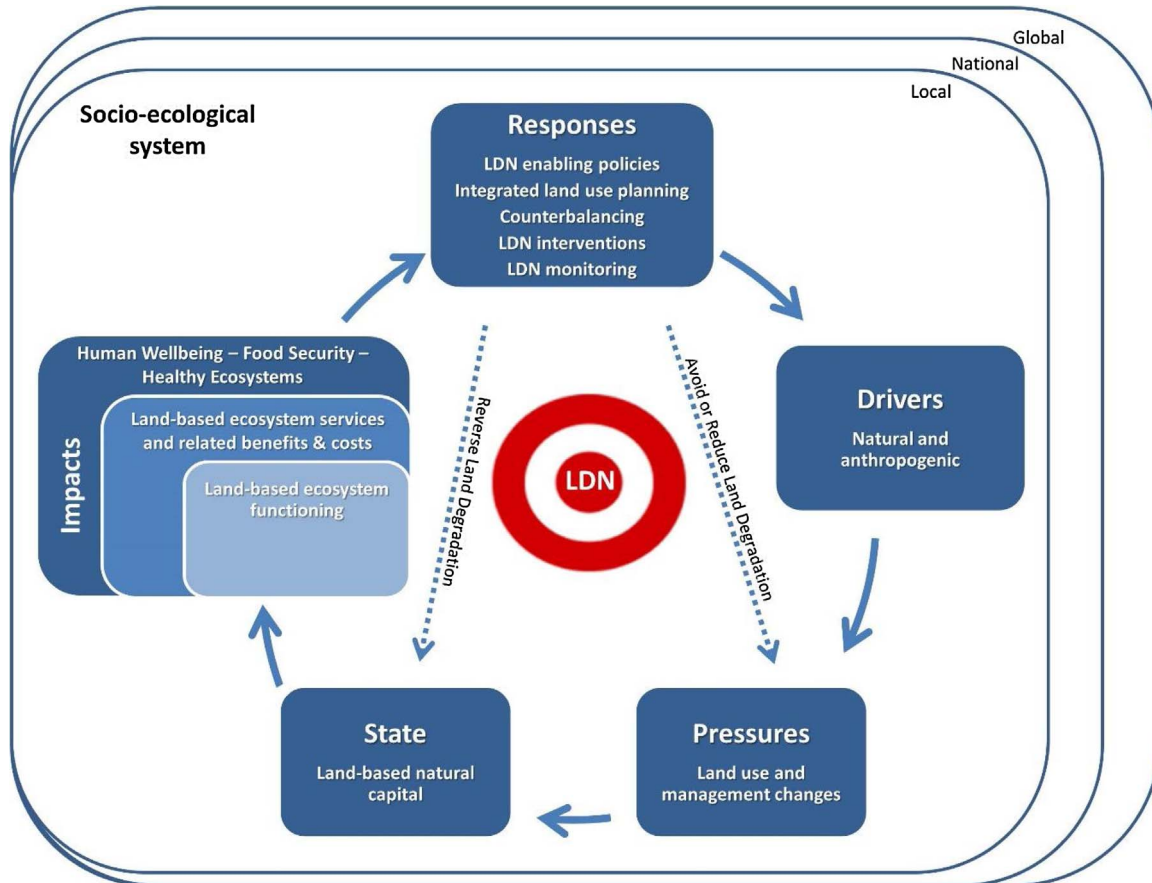 Global
National
Local
Socio-ecological
system
Responses
LDN enabling policies
Integrated land use planning
Counterbalancing
LDN interventions
LDN monitoring
Human Wellbeing – Food Security –
Healthy Ecosystems
Land-based ecosystem services
and related benefits & costs
Land-based ecosystem
functioning
Impacts
Reverse Land Degradation
LDN
Avoid or Reduce Land Degradation
Drivers
Natural and
anthropogenic
State
Land-based natural
capital
Pressures
Land use and
management changes